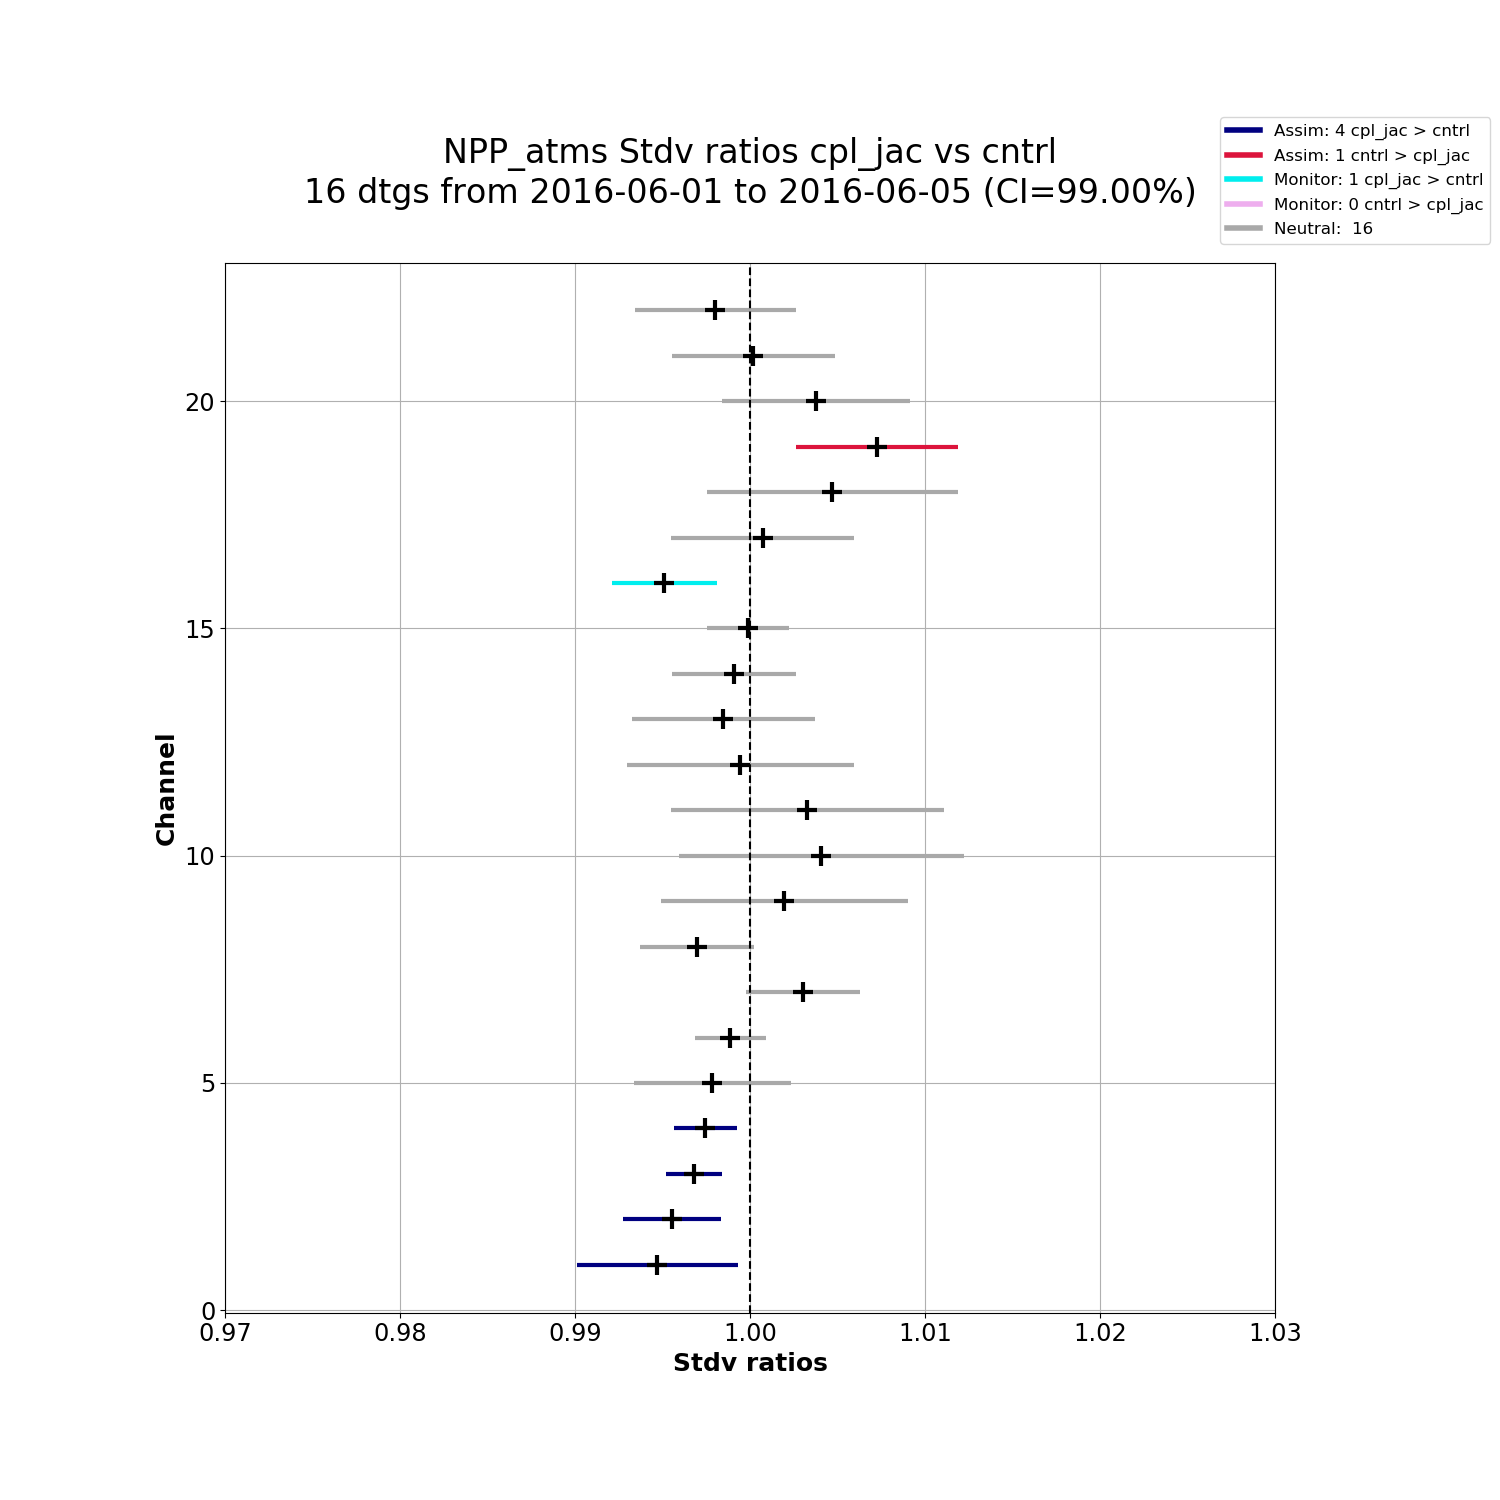 NPP_atms Stdv ratios cpl_jac vs cntrl
16 dtgs from 2016-06-01 to 2016-06-05 (CI=99.00%)
Assim: 4 cpl_jac > cntrl
Assim: 1 cntrl > cpl_jac
Monitor: 1 cpl_jac > cntrl
Monitor: 0 cntrl > cpl_jac
Neutral:  16
20
15
10
5
0
Channel
0.97 0.98 0.99 1.00 1.01 1.02 1.03
Stdv ratios